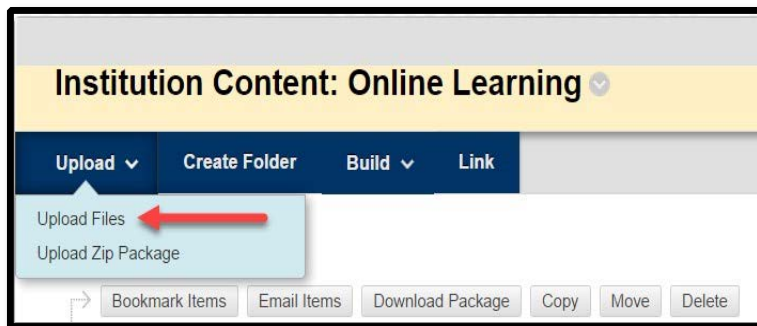 Institution Content: Online Learning
Upload Create Folder Build Link
Upload Files
Upload Zip Package
Bookmark Items Email Items Download Package Copy Move Delete